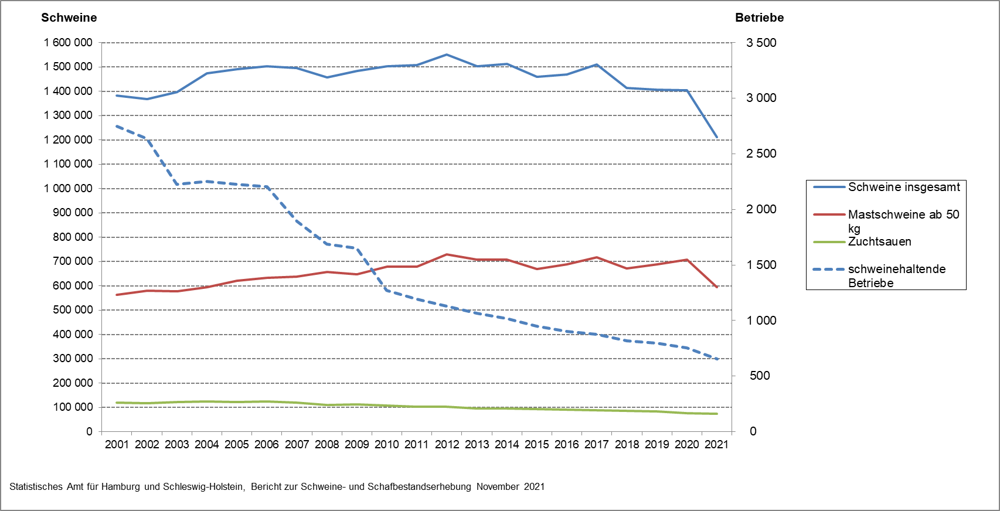 Schweine
Betriebe
1 600 000
1 500 000
1 400 000
1 300 000
1 200 000
1 100 000
1 000 000
900 000
800 000
700 000
600 000
500 000
400 000
300 000
200 000
100 000
0
3 500
3 000
2 500
2 000
1 500
1 000
500
0
2001 2002 2003 2004 2005 2006 2007 2008 2009 2010 2011 2012 2013 2014 2015 2016 2017 2018 2019 2020 2021
Schweine insgesamt
Mastschweine ab 50
kg
Zuchtsauen
schweinehaltende
Betriebe
Statistisches Amt für Hamburg und Schleswig-Holstein, Bericht zur Schweine- und Schafbestandserhebung November 2021